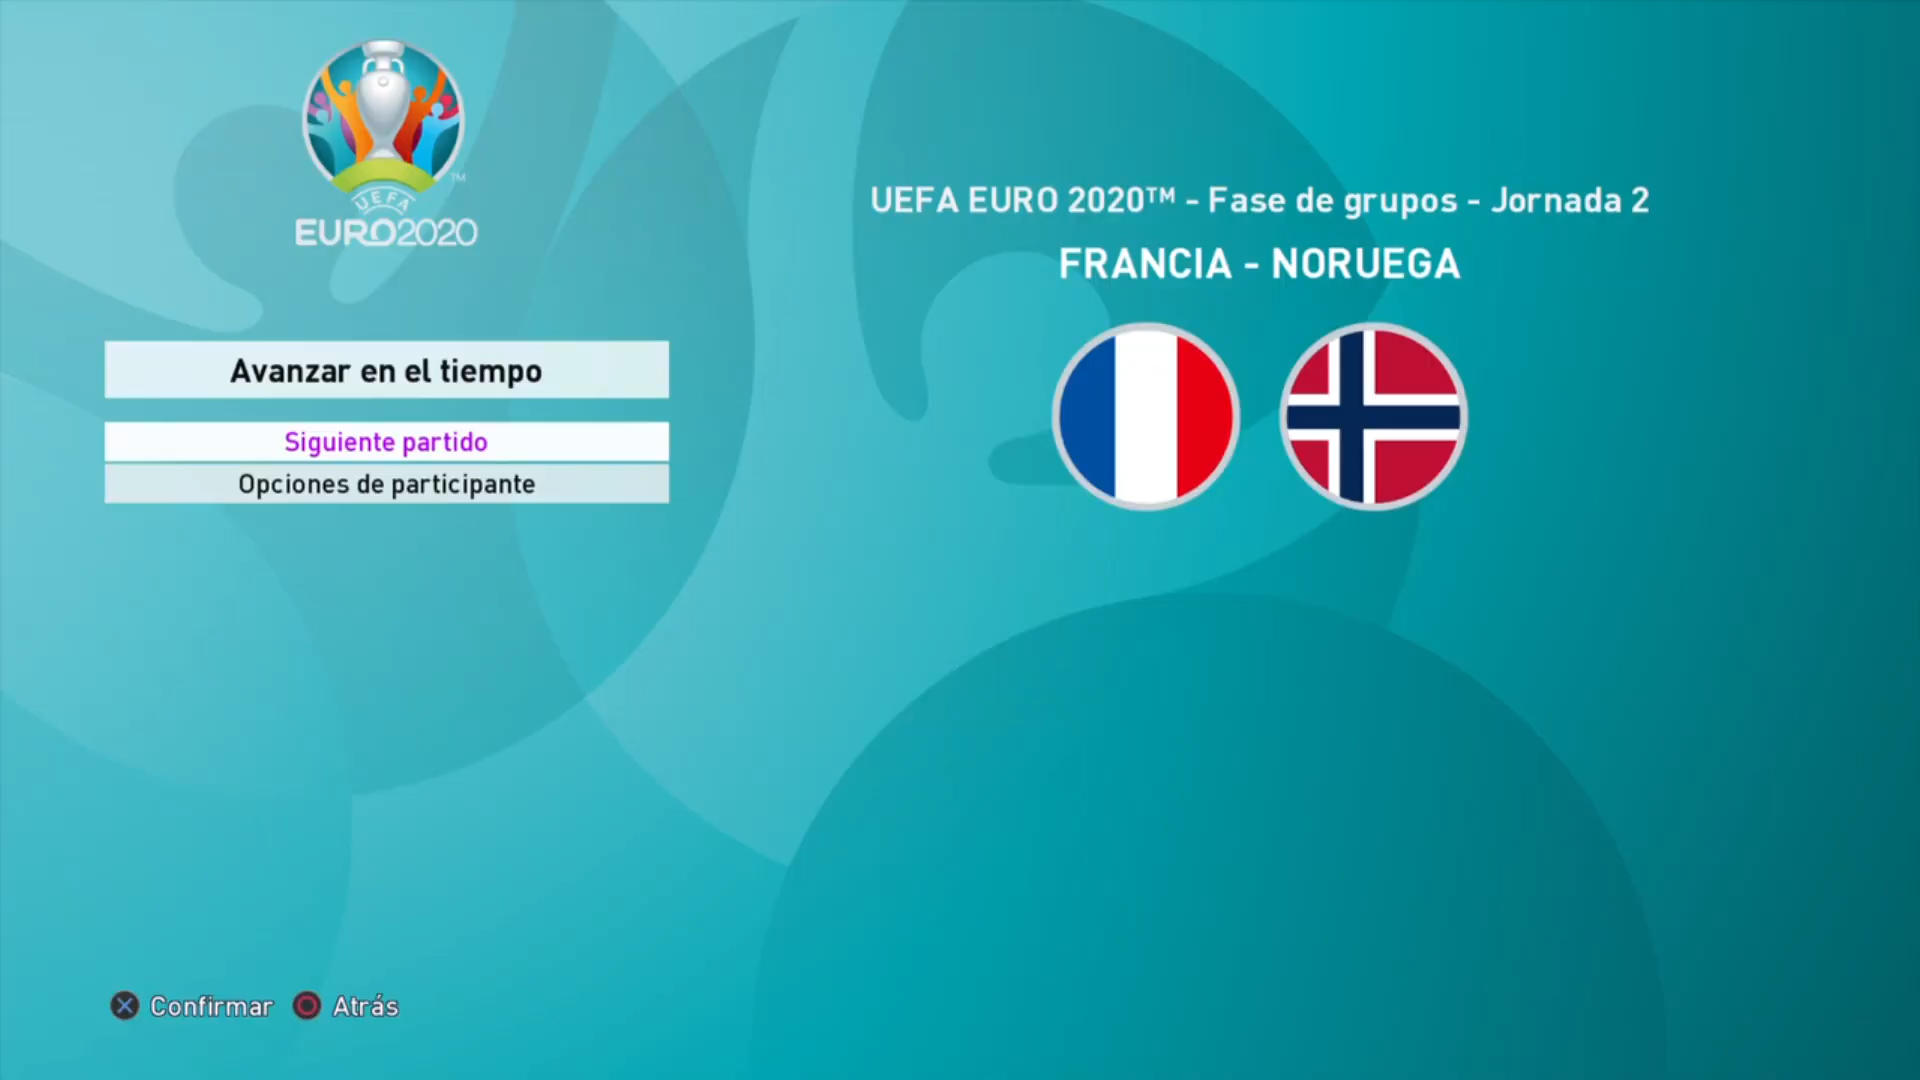 UEFA
EURO2020
™
UEFA EURO 2020™ - Fase de grupos - Jornada 2
FRANCIA - NORUEGA
Avanzar en el tiempo
Siguiente partido
Opciones de participante
Confirmar
Atrás